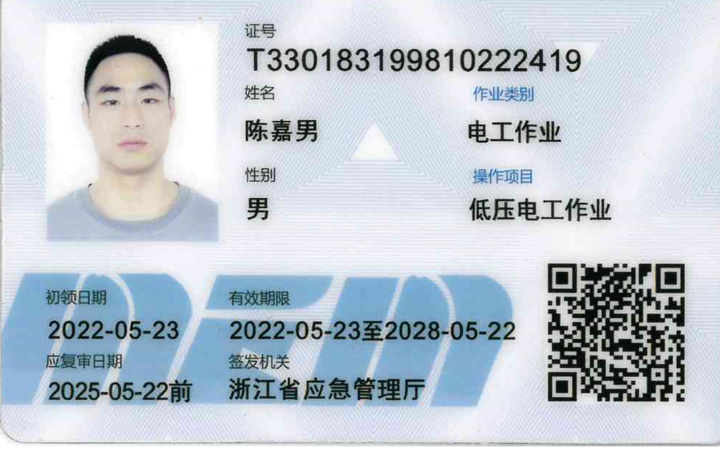 证号
T330183199810222419
姓名
作业类别
陈嘉男
电工作业
性别
操作项目
男
低压电工作业
初领日期
有效期限
2022-05-23
2022-05-23至2028-05-22
应复审日期
签发机关
2025-05-22前
浙江省应急管理厅